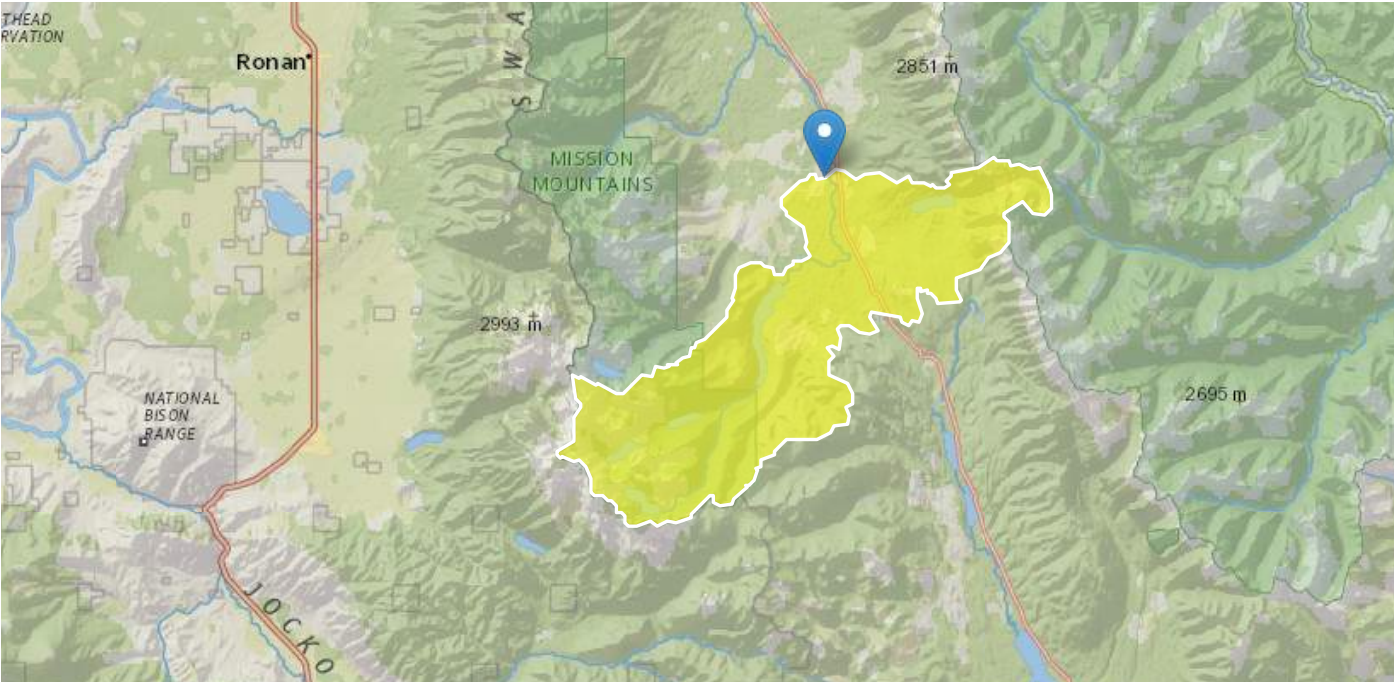 THEAD
RVATION
Ronan
S W A
2851 m
MISSION
MOUNTAINS
2993 m
NATIONAL
BISON
RANGE
2695 m
JOCKO